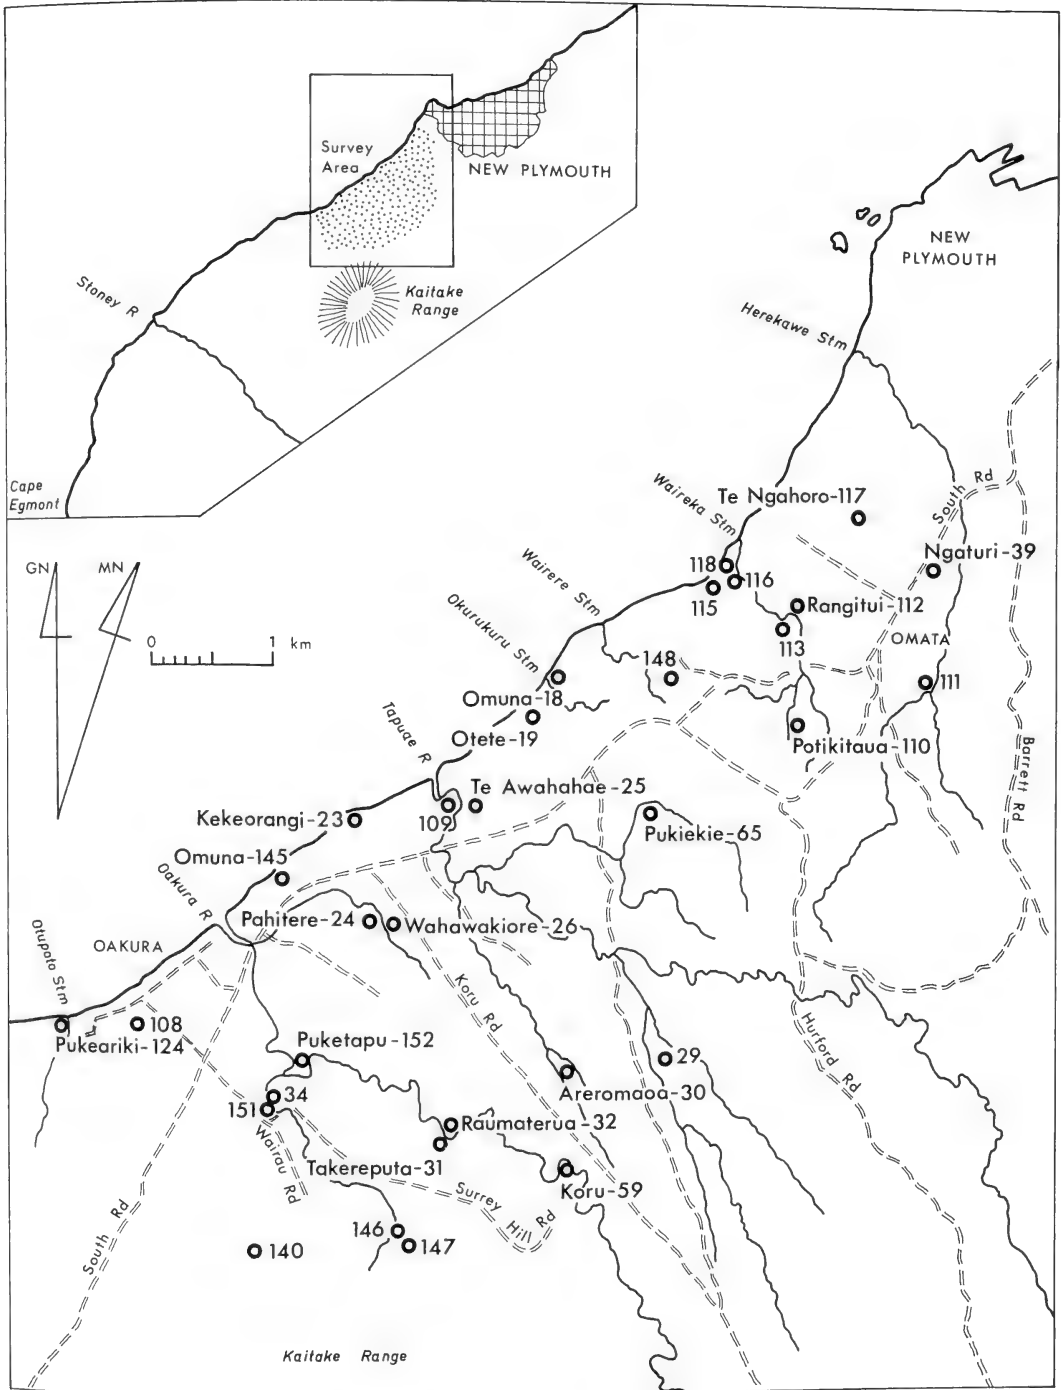 Survey
Area
NEW PLYMOUTH
Kaitake
Range
Stoney R
Cape
Egmont
NEW
PLYMOUTH
Herekawe Stm
South Rd
Te Ngahoro-117
Waireka Stm
Ngaturi-39
GN
MN
Wairere Stm
118
116
115
Rangitui-112
0 1 km
Okurukuru Stm
113
OMATA
148
111
Omuna-18
Tapuae R
Otete-19
Potikitaua-110
Barrett Rd
Te Awahahae-25
Kekeorangi-23
109
Pukiekie-65
Omuna-145
Oakura R
Pahitere-24
Wahawakiore-26
Otupoto Stm
OAKURA
Koru Rd
108
Pukeariki-124
Hurford Rd
Puketapu-152
29
Areromaoa-30
34
151
Raumaterua-32
Wairau Rd
Takereputa-31
Koru-59
Surrey Hill Rd
South Rd
146
147
140
Kaitake Range